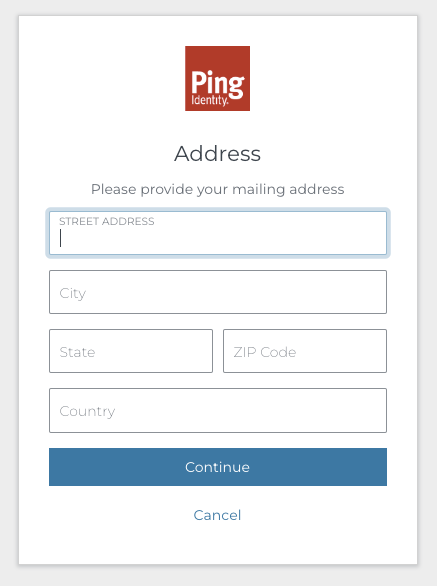 Ping
Identity.
Address
Please provide your mailing address
STREET ADDRESS
City
State
ZIP Code
Country
Continue
Cancel